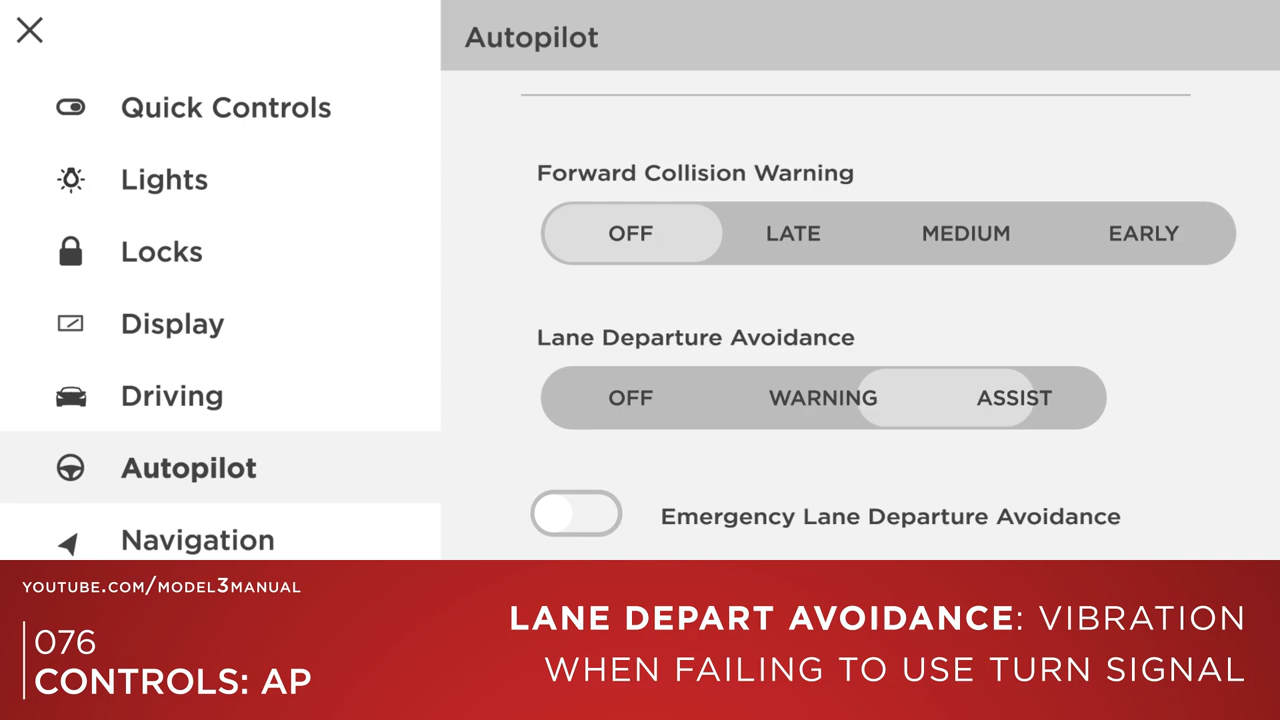 Autopilot
Quick Controls
Lights
Locks
Display
Driving
Autopilot
Navigation
Forward Collision Warning
OFF LATE MEDIUM EARLY
Lane Departure Avoidance
OFF WARNING ASSIST
Emergency Lane Departure Avoidance
YOUTUBE.COM/MODEL3MANUAL
076
CONTROLS: AP
LANE DEPART AVOIDANCE: VIBRATION
WHEN FAILING TO USE TURN SIGNAL